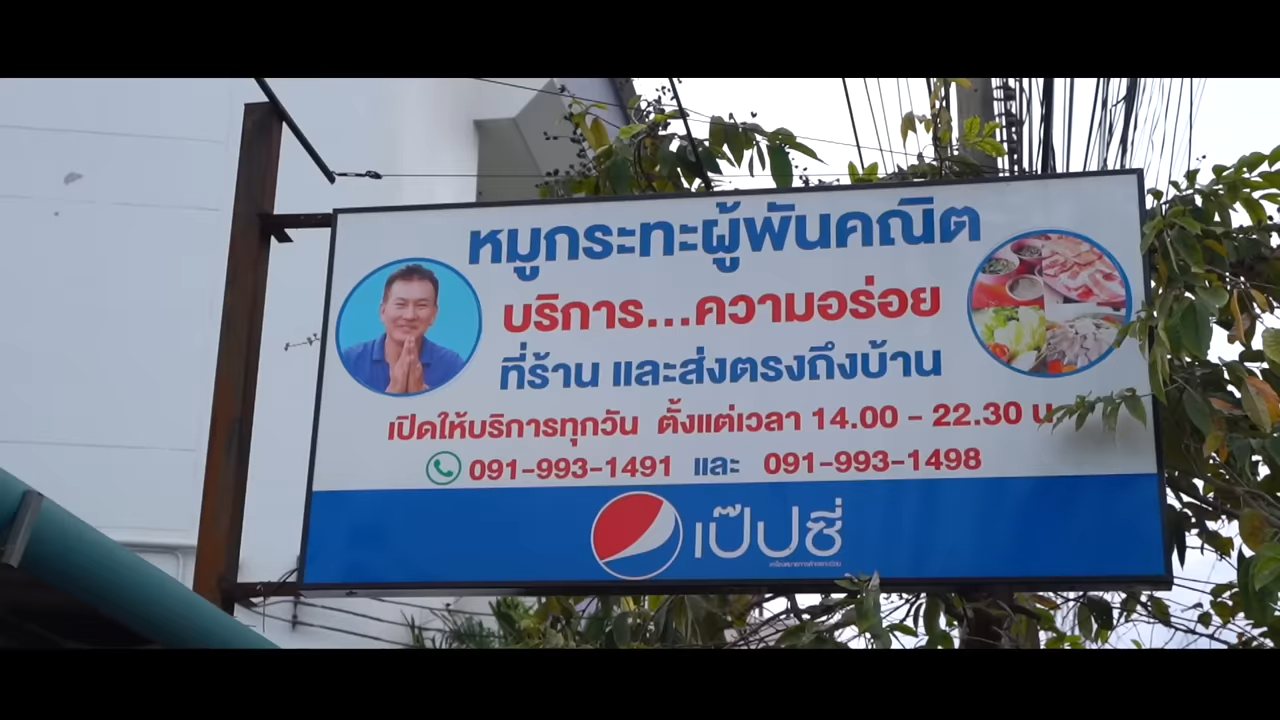 หมูกระทะผู้พันคณิต
บริการ...ความอร่อย
ที่ร้าน และส่งตรงถึงบ้าน
เปิดให้บริการทุกวัน ตั้งแต่เวลา 14.00 - 22.30 น.
091-993-1491 และ 091-993-1498
เป๊ปซี่